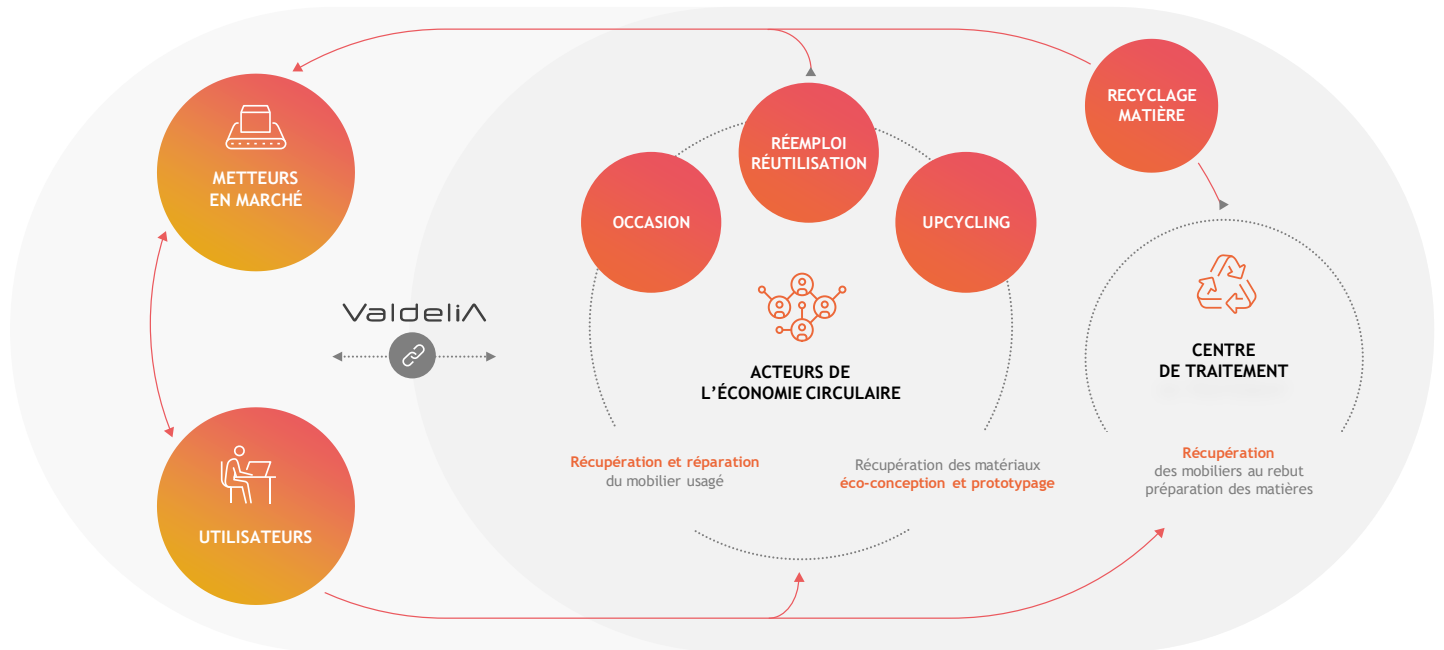 METTEURS
EN MARCHÉ
UTILISATEURS
ValdeliA
OCCASION
RÉEMPLOI
RÉUTILISATION
UPCYCLING
ACTEURS DE
L’ÉCONOMIE CIRCULAIRE
Récupération et réparation
du mobilier usagé
Récupération des matériaux
éco-conception et prototypage
RECYCLAGE
MATIÈRE
CENTRE
DE TRAITEMENT
Récupération
des mobiliers au rebut
préparation des matières